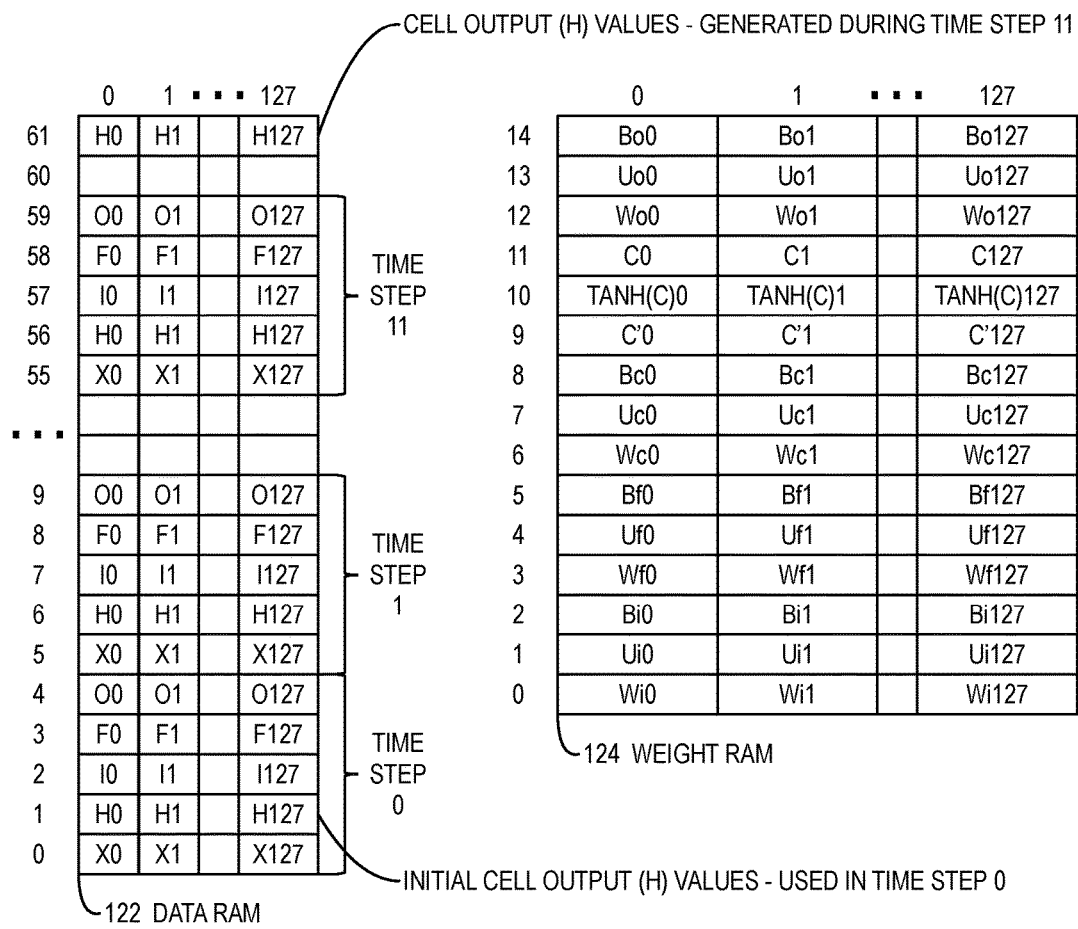 CELL OUTPUT (H) VALUES - GENERATED DURING TIME STEP 11
0 1 ▪ ▪ ▪ 127
61 H0 H1 H127
60
59 O0 O1 O127
58 F0 F1 F127
57 I0 I1 I127
56 H0 H1 H127
55 X0 X1 X127
TIME
STEP
11
▪ ▪ ▪
9 O0 O1 O127
8 F0 F1 F127
7 I0 I1 I127
6 H0 H1 H127
5 X0 X1 X127
TIME
STEP
1
4 O0 O1 O127
3 F0 F1 F127
2 I0 I1 I127
1 H0 H1 H127
0 X0 X1 X127
TIME
STEP
0
INITIAL CELL OUTPUT (H) VALUES - USED IN TIME STEP 0
122 DATA RAM
0 1 ▪ ▪ ▪ 127
14 Bo0 Bo1 Bo127
13 Uo0 Uo1 Uo127
12 Wo0 Wo1 Wo127
11 C0 C1 C127
10 TANH(C)0 TANH(C)1 TANH(C)127
9 C'0 C'1 C'127
8 Bc0 Bc1 Bc127
7 Uc0 Uc1 Uc127
6 Wc0 Wc1 Wc127
5 Bf0 Bf1 Bf127
4 Uf0 Uf1 Uf127
3 Wf0 Wf1 Wf127
2 Bi0 Bi1 Bi127
1 Ui0 Ui1 Ui127
0 Wi0 Wi1 Wi127
124 WEIGHT RAM